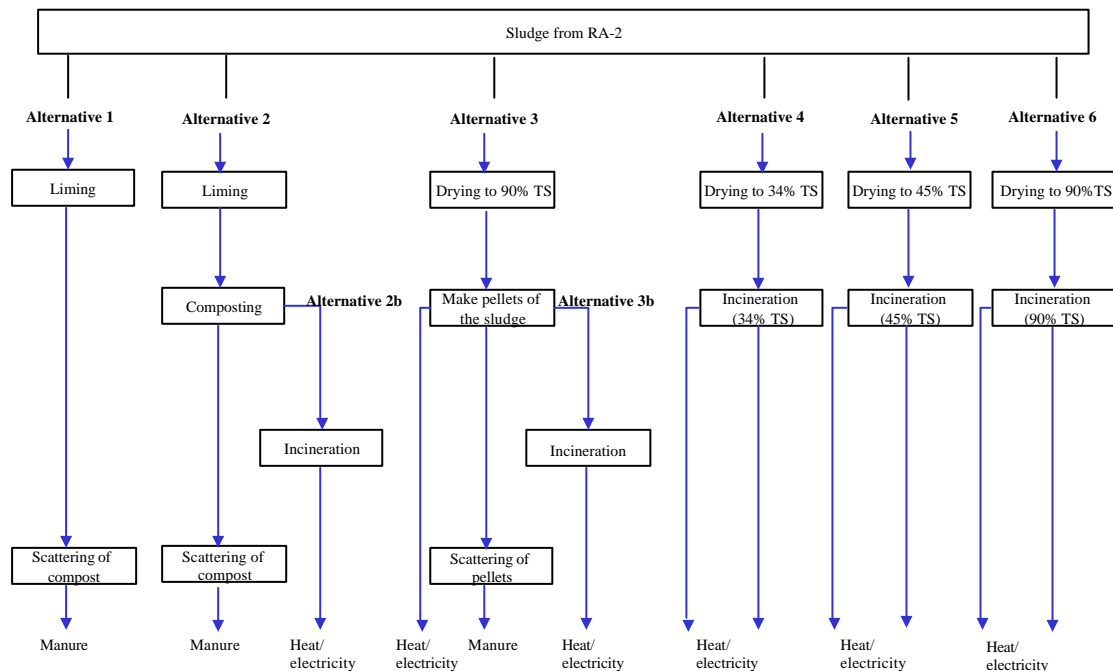 Sludge from RA-2
Alternative 1
Alternative 2
Alternative 3
Alternative 4
Alternative 5
Alternative 6
Liming
Liming
Drying to 90% TS
Drying to 34% TS
Drying to 45% TS
Drying to 90%TS
Composting
Alternative 2b
Make pellets of
the sludge
Alternative 3b
Incineration
(34% TS)
Incineration
(45% TS)
Incineration
(90% TS)
Incineration
Incineration
Scattering of
compost
Scattering of
compost
Scattering of
pellets
Manure
Manure
Heat/
electricity
Heat/
electricity
Manure
Heat/
electricity
Heat/
electricity
Heat/
electricity
Heat/
electricity